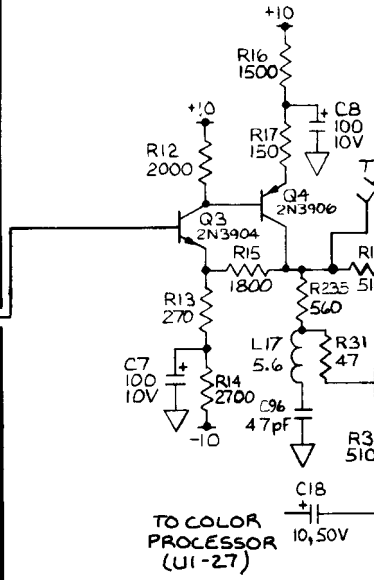 +10
R16
1500
+10
C8
100
10V
R17
150
R12
2000
T
Q4
2N3906
Q3
2N3904
R15
1800
R1
51
R235
560
R13
270
L17
5.6
R31
47
C7
100
10V
R14
2700
C96
47pF
-10
R3
510
C18
10,50V
TO COLOR
PROCESSOR
(U1-27)